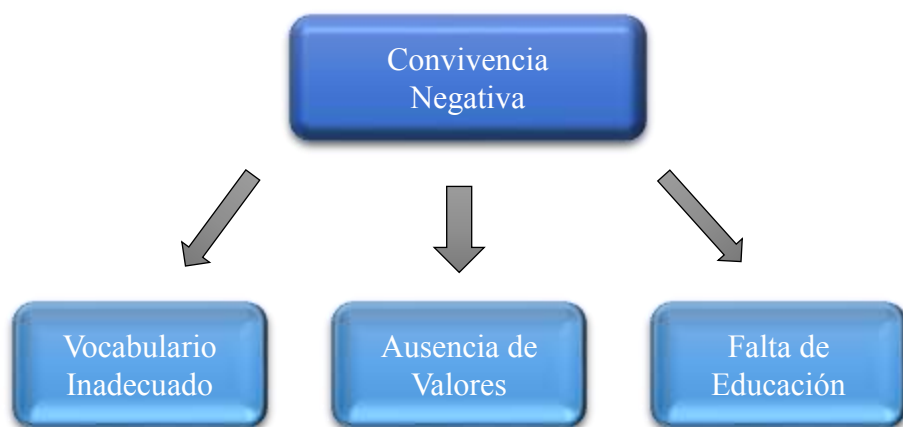 Convivencia
Negativa
Vocabulario
Inadecuado
Ausencia de
Valores
Falta de
Educación